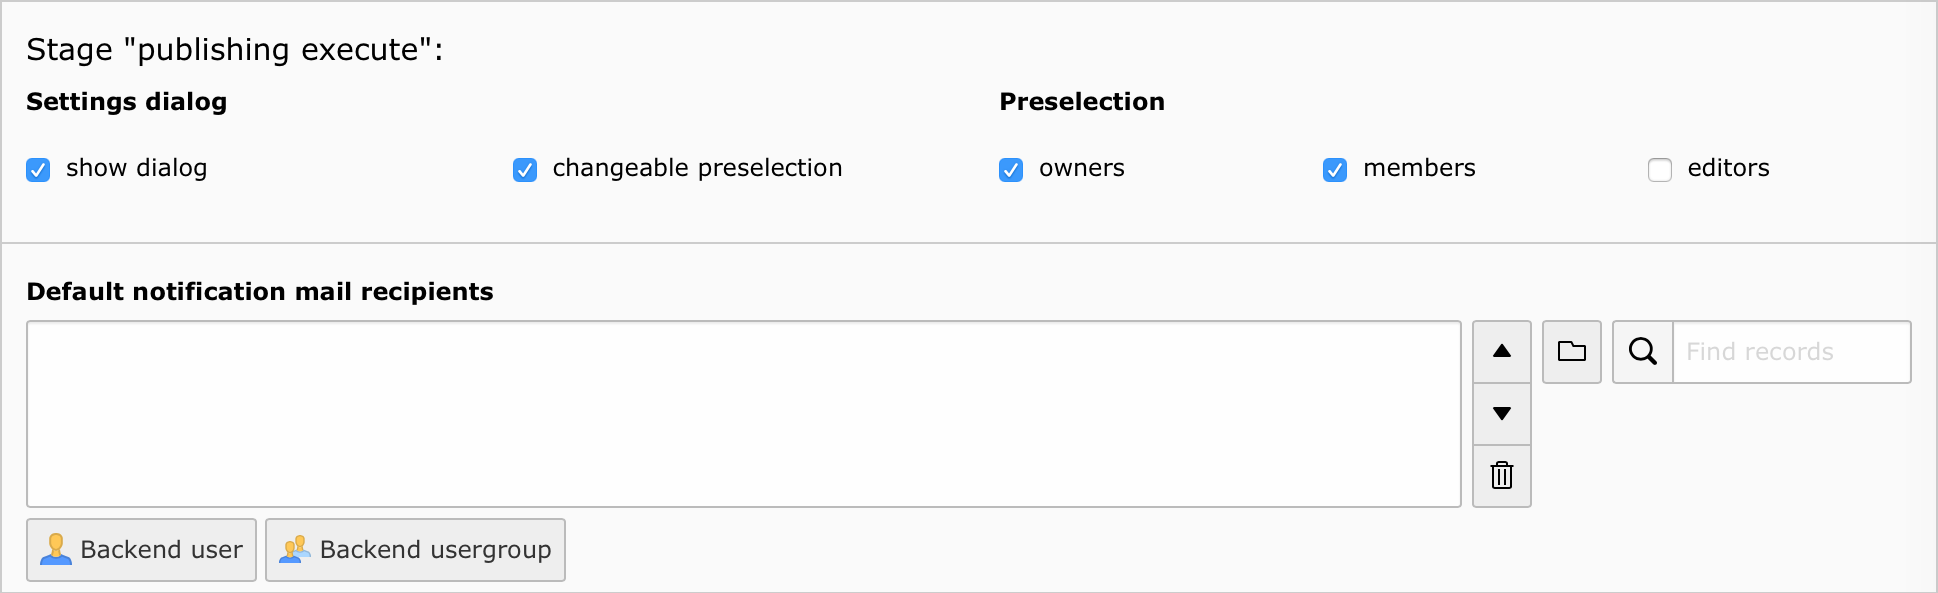 Stage "publishing execute":
Settings dialog
Preselection
show dialog
changeable preselection
owners
members
editors
Default notification mail recipients
Find records
Backend user
Backend usergroup